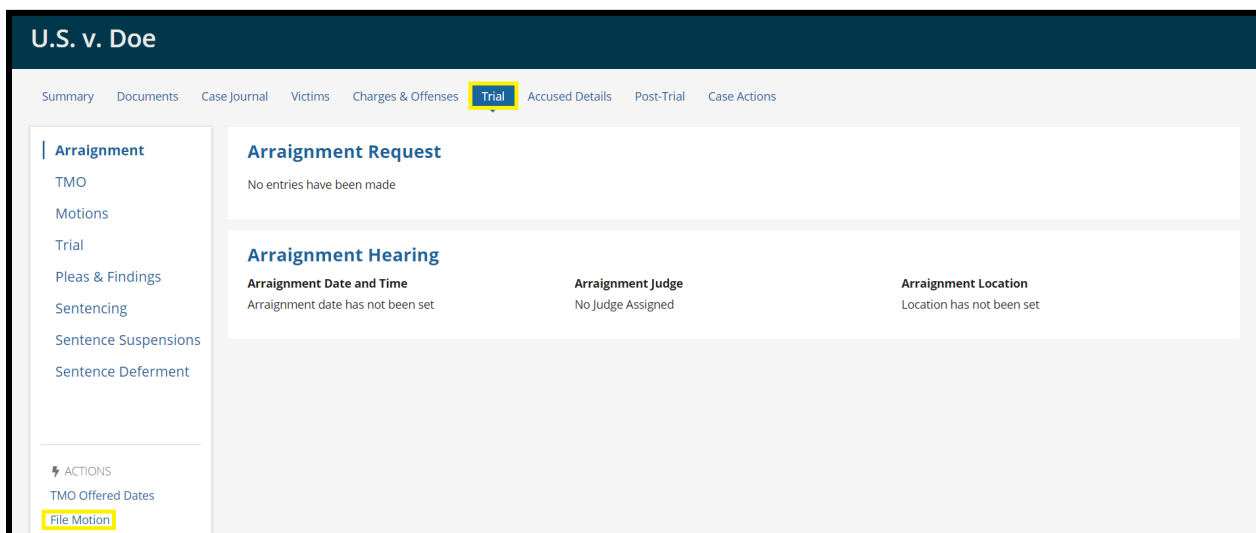 U.S. v. Doe
Summary Documents Case Journal Victims Charges & Offenses Trial Accused Details Post-Trial Case Actions
Arraignment
TMO
Motions
Trial
Pleas & Findings
Sentencing
Sentence Suspensions
Sentence Deferment
ACTIONS
TMO Offered Dates
File Motion
Arraignment Request
No entries have been made
Arraignment Hearing
Arraignment Date and Time Arraignment Judge Arraignment Location
Arraignment date has not been set No Judge Assigned Location has not been set